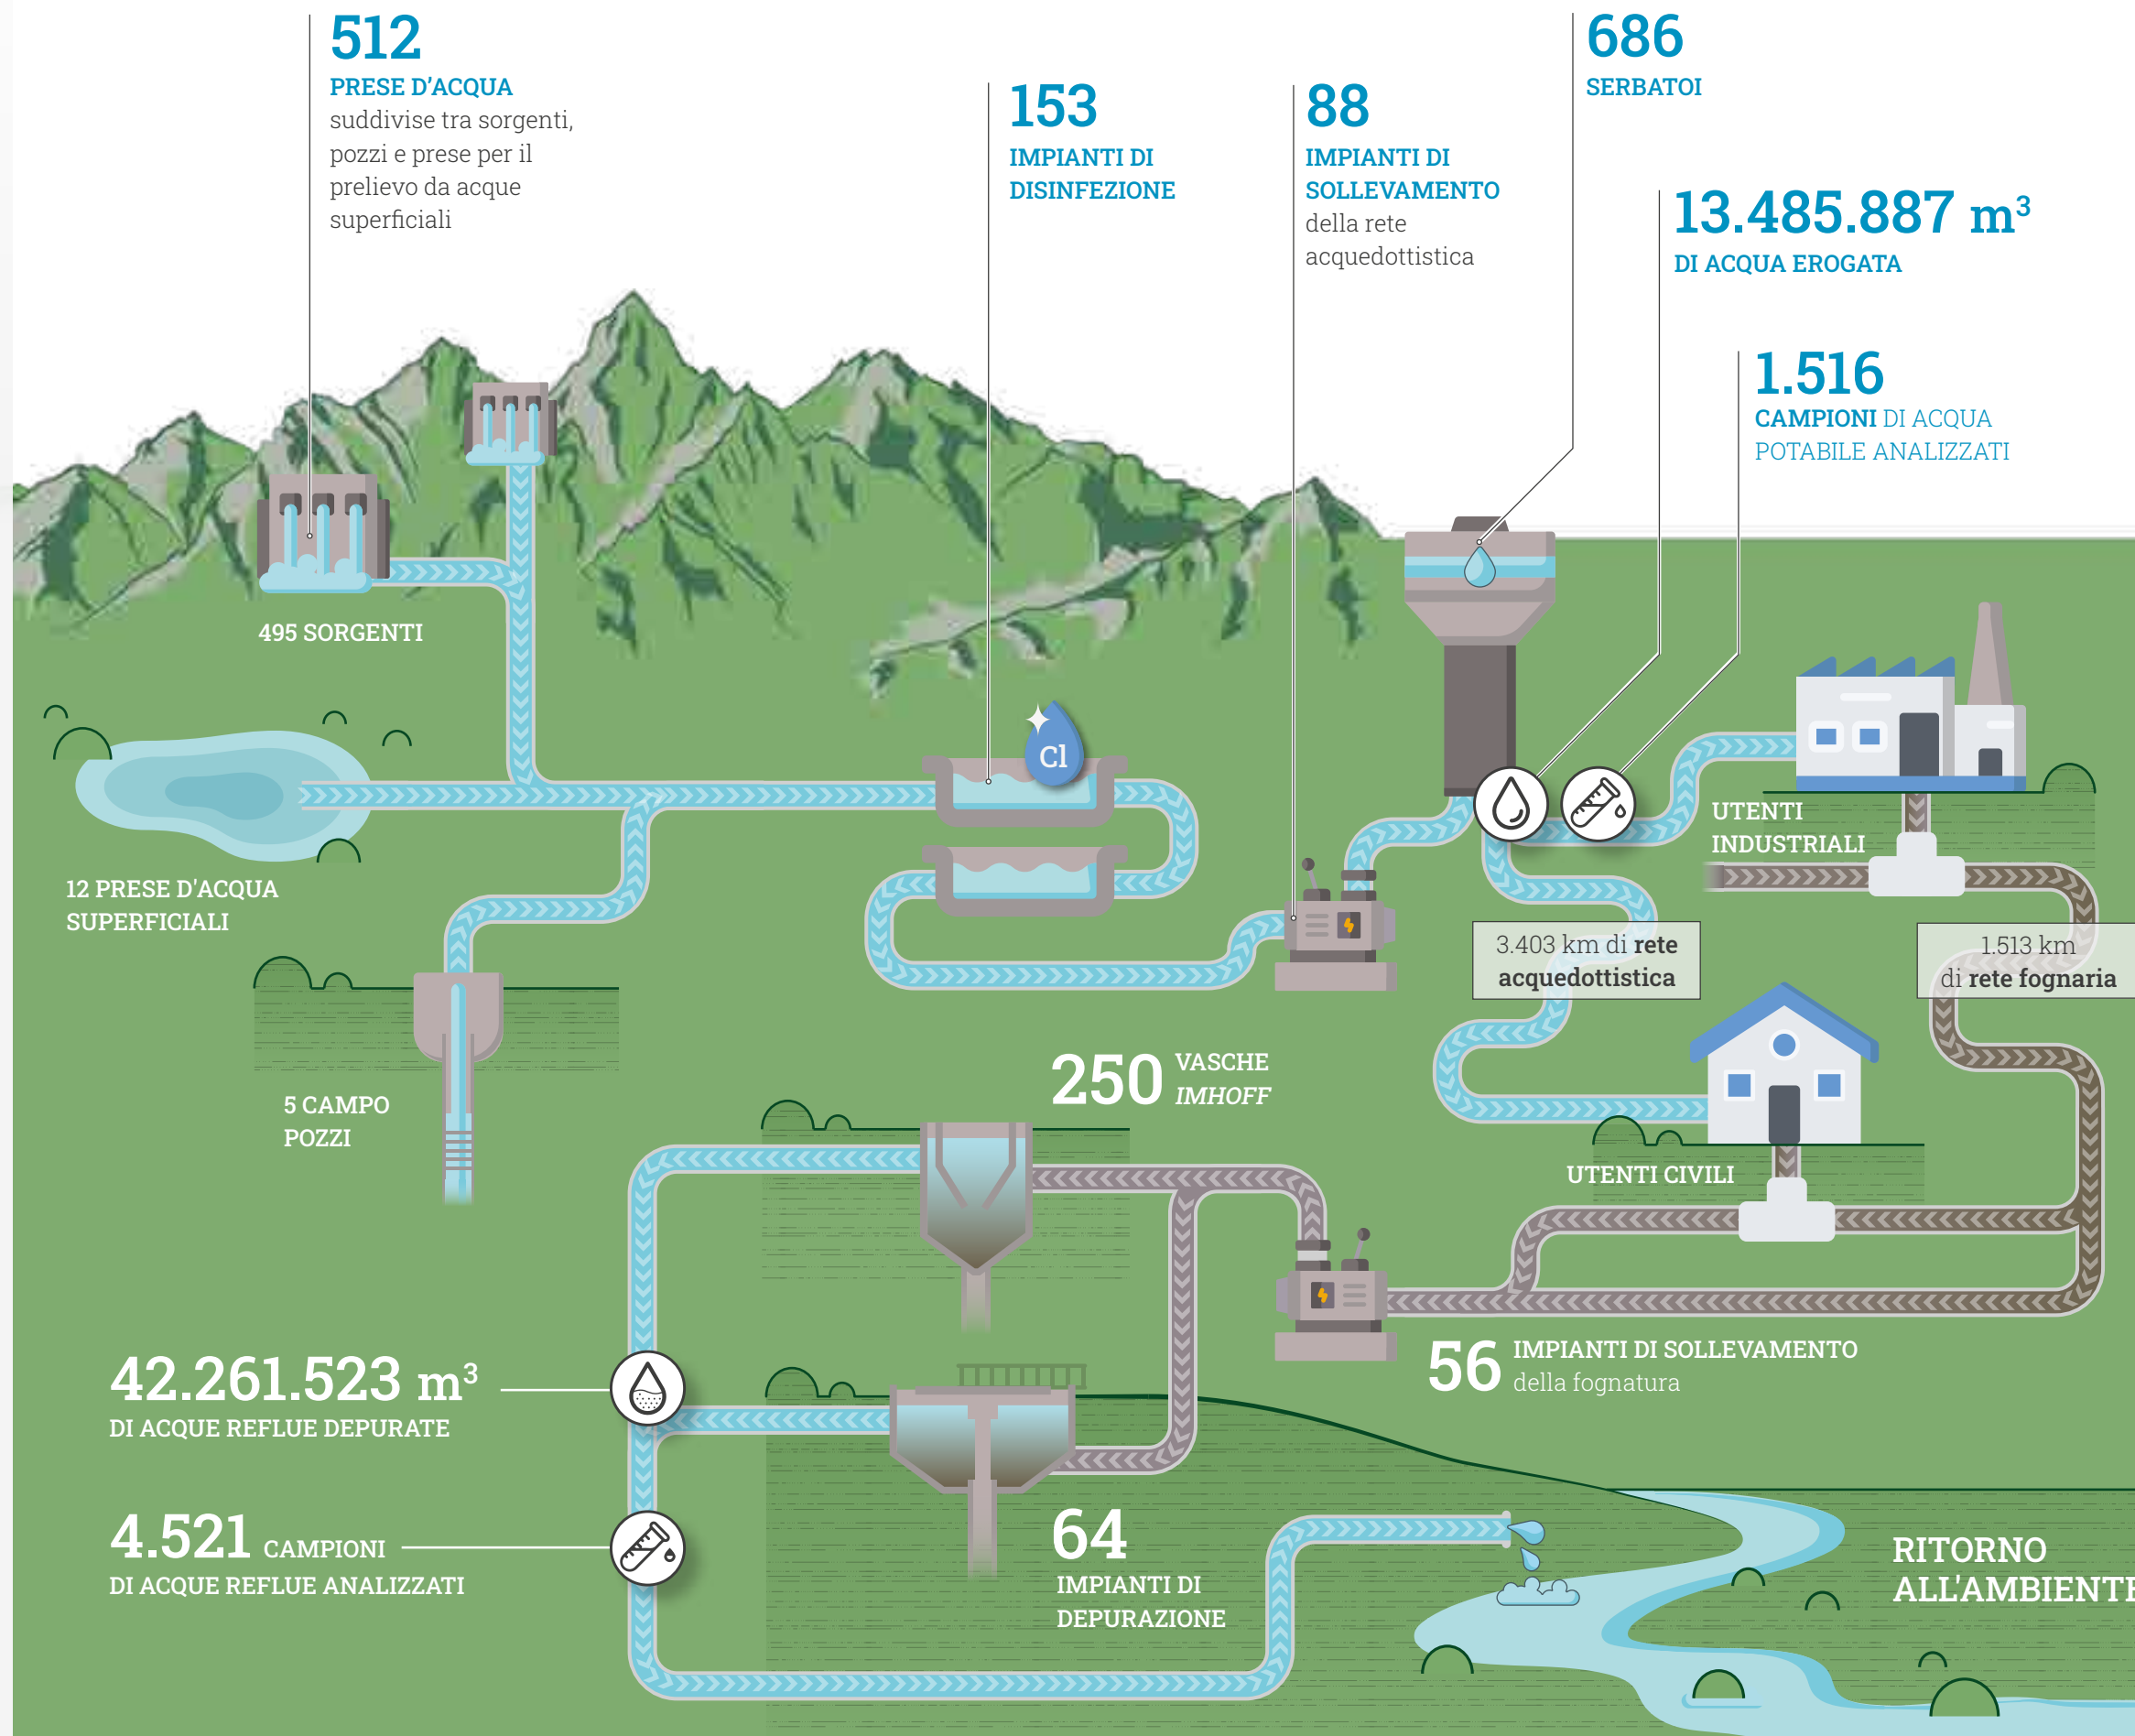 512
PRESE D’ACQUA
suddivise tra sorgenti,
pozzi e prese per il
prelievo da acque
superficiali
153
IMPIANTI DI
DISINFEZIONE
88
IMPIANTI DI
SOLLEVAMENTO
della rete
acquedottistica
686
SERBATOI
13.485.887 m³
DI ACQUA EROGATA
1.516
CAMPIONI DI ACQUA
POTABILE ANALIZZATI
495 SORGENTI
Cl
12 PRESE D'ACQUA
SUPERFICIALI
5 CAMPO
POZZI
UTENTI
INDUSTRIALI
3.403 km di rete
acquedottistica
1.513 km
di rete fognaria
UTENTI CIVILI
250 VASCHE
IMHOFF
56 IMPIANTI DI SOLLEVAMENTO
della fognatura
42.261.523 m³
DI ACQUE REFLUE DEPURATE
4.521 CAMPIONI
DI ACQUE REFLUE ANALIZZATI
64
IMPIANTI DI
DEPURAZIONE
RITORNO
ALL'AMBIENTE